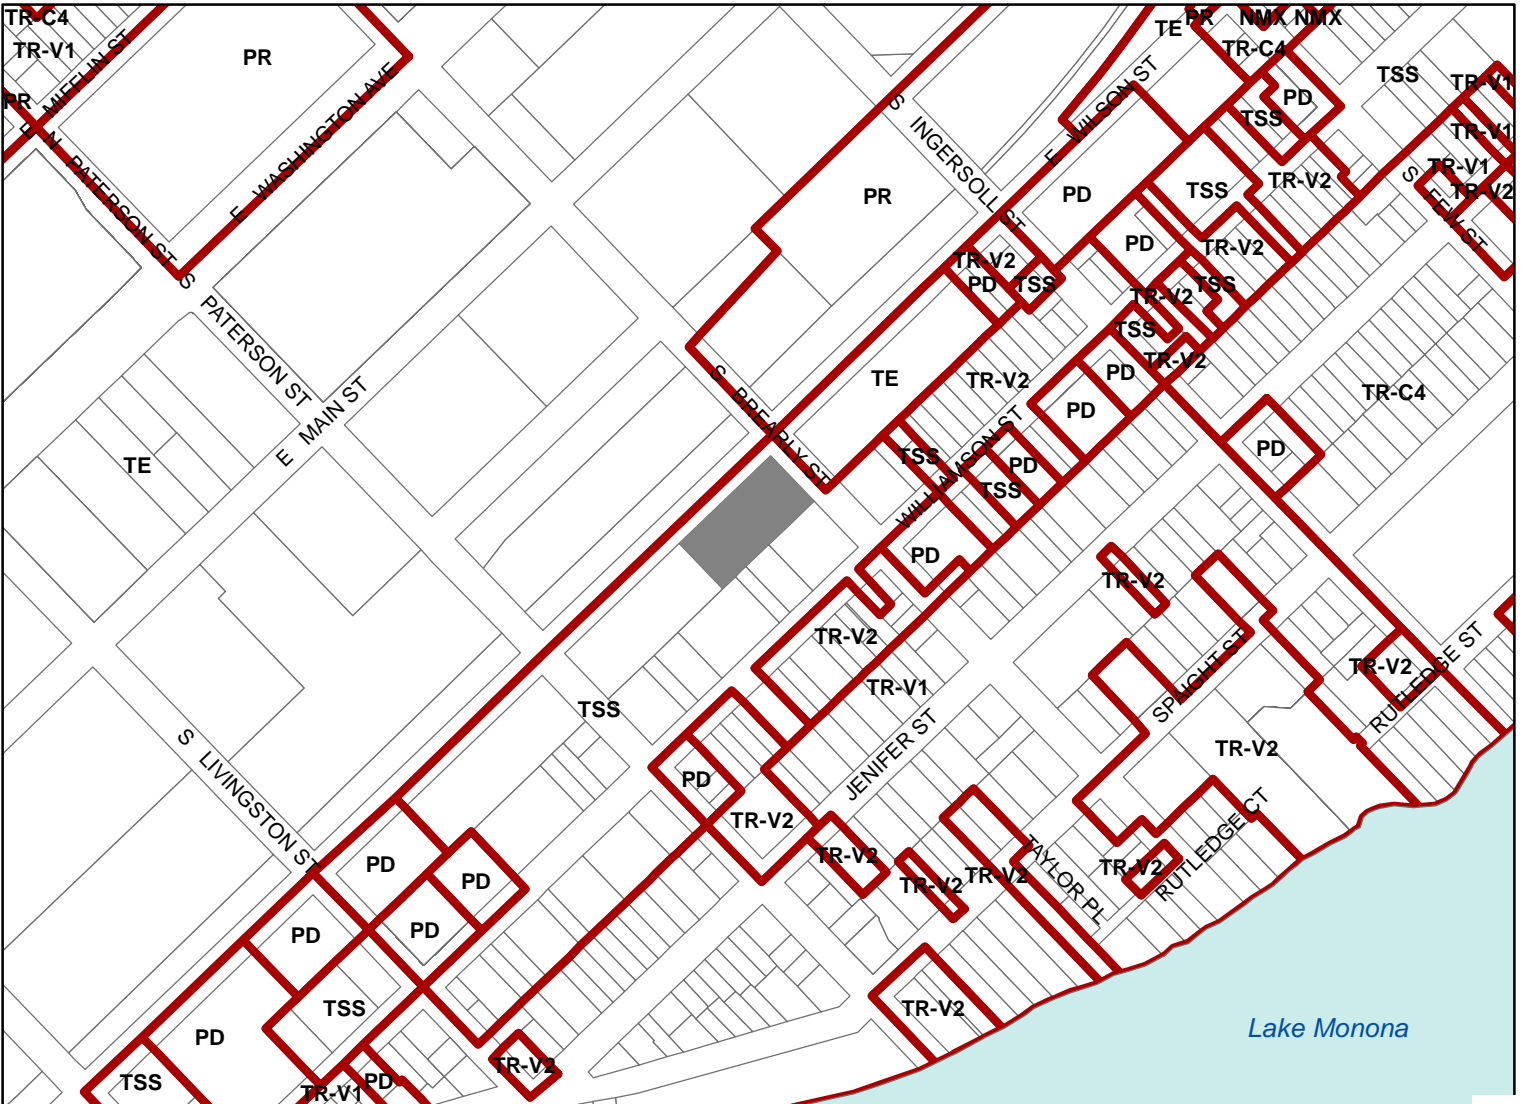 TR-C4
TR-V1
E MIFFLIN ST
PR
PR
E WASHINGTON AVE
N PATERSON ST
S PATERSON ST
E MAIN ST
TE
S INGERSOLL ST
PR
TE
PR
NMX
NMX
TR-C4
E WILSON ST
PD
TSS
TSS
TR-V1
TR-V1
TR-V1
TR-V2
S FEW ST
PD
TSS
TR-V2
TR-V2
PD
TR-V2
PD
TSS
TR-V2
TSS
TSS
TR-V2
S BREARLY ST
TE
TR-V2
PD
PD
TR-C4
PD
TSS
WILLIAMSON ST
PD
TSS
PD
TR-V2
TR-V2
TR-V1
TSS
S LIVINGSTON ST
PD
TR-V2
JENIFER ST
SPAIGHT ST
TR-V2
RUTLEDGE ST
TR-V2
RUTLEDGE CT
TR-V2
TAYLOR PL
TR-V2
TR-V2
TR-V2
PD
PD
PD
PD
TSS
PD
TSS
TR-V1
PD
TR-V2
TR-V2
Lake Monona